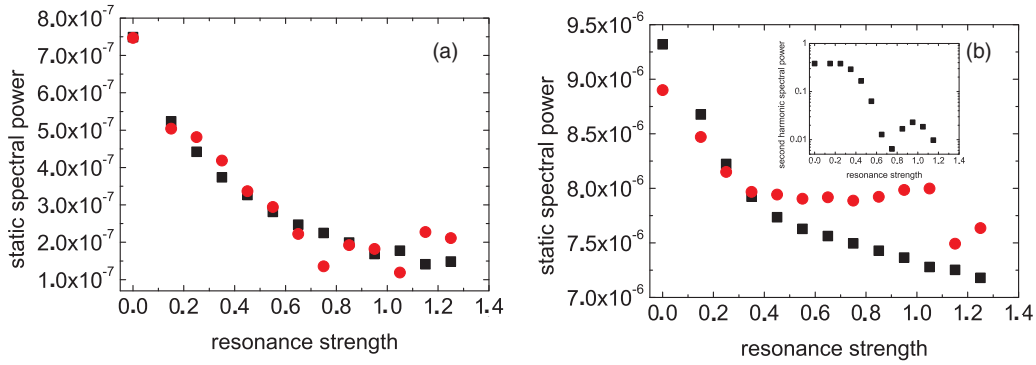 (a)
static spectral power
8.0x10⁻⁷
7.0x10⁻⁷
6.0x10⁻⁷
5.0x10⁻⁷
4.0x10⁻⁷
3.0x10⁻⁷
2.0x10⁻⁷
1.0x10⁻⁷
0.0 0.2 0.4 0.6 0.8 1.0 1.2 1.4
resonance strength
(b)
static spectral power
9.5x10⁻⁶
9.0x10⁻⁶
8.5x10⁻⁶
8.0x10⁻⁶
7.5x10⁻⁶
7.0x10⁻⁶
0.0 0.2 0.4 0.6 0.8 1.0 1.2 1.4
resonance strength
second harmonic spectral power
1
0.1
0.01
0.0 0.2 0.4 0.6 0.8 1.0 1.2 1.4
resonance strength